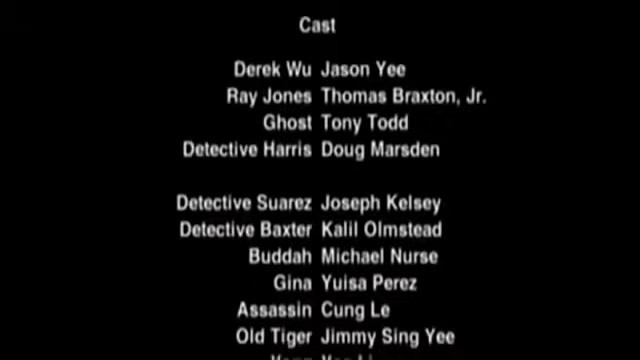 Cast
Derek Wu Jason Yee
Ray Jones Thomas Braxton, Jr.
Ghost Tony Todd
Detective Harris Doug Marsden
Detective Suarez Joseph Kelsey
Detective Baxter Kalil Olmstead
Buddah Michael Nurse
Gina Yuisa Perez
Assassin Cung Le
Old Tiger Jimmy Sing Yee